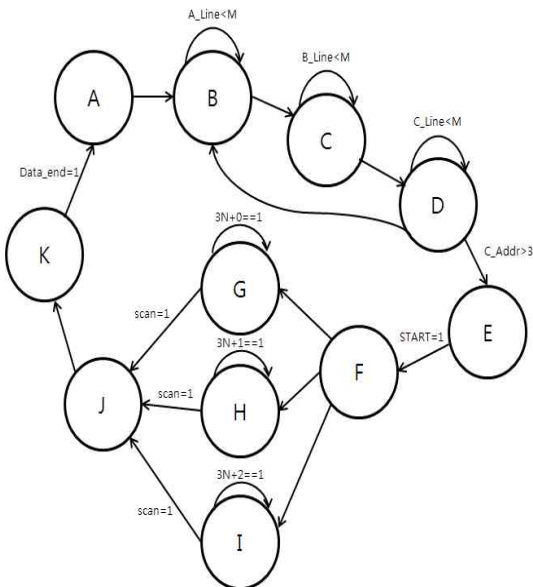 A_Line<M
B_Line<M
A
B
C
C_Line<M
D
Data_end=1
K
3N+0==1
C_Addr>3
G
scan=1
E
START=1
3N+1==1
F
J
scan=1
H
3N+2==1
scan=1
I